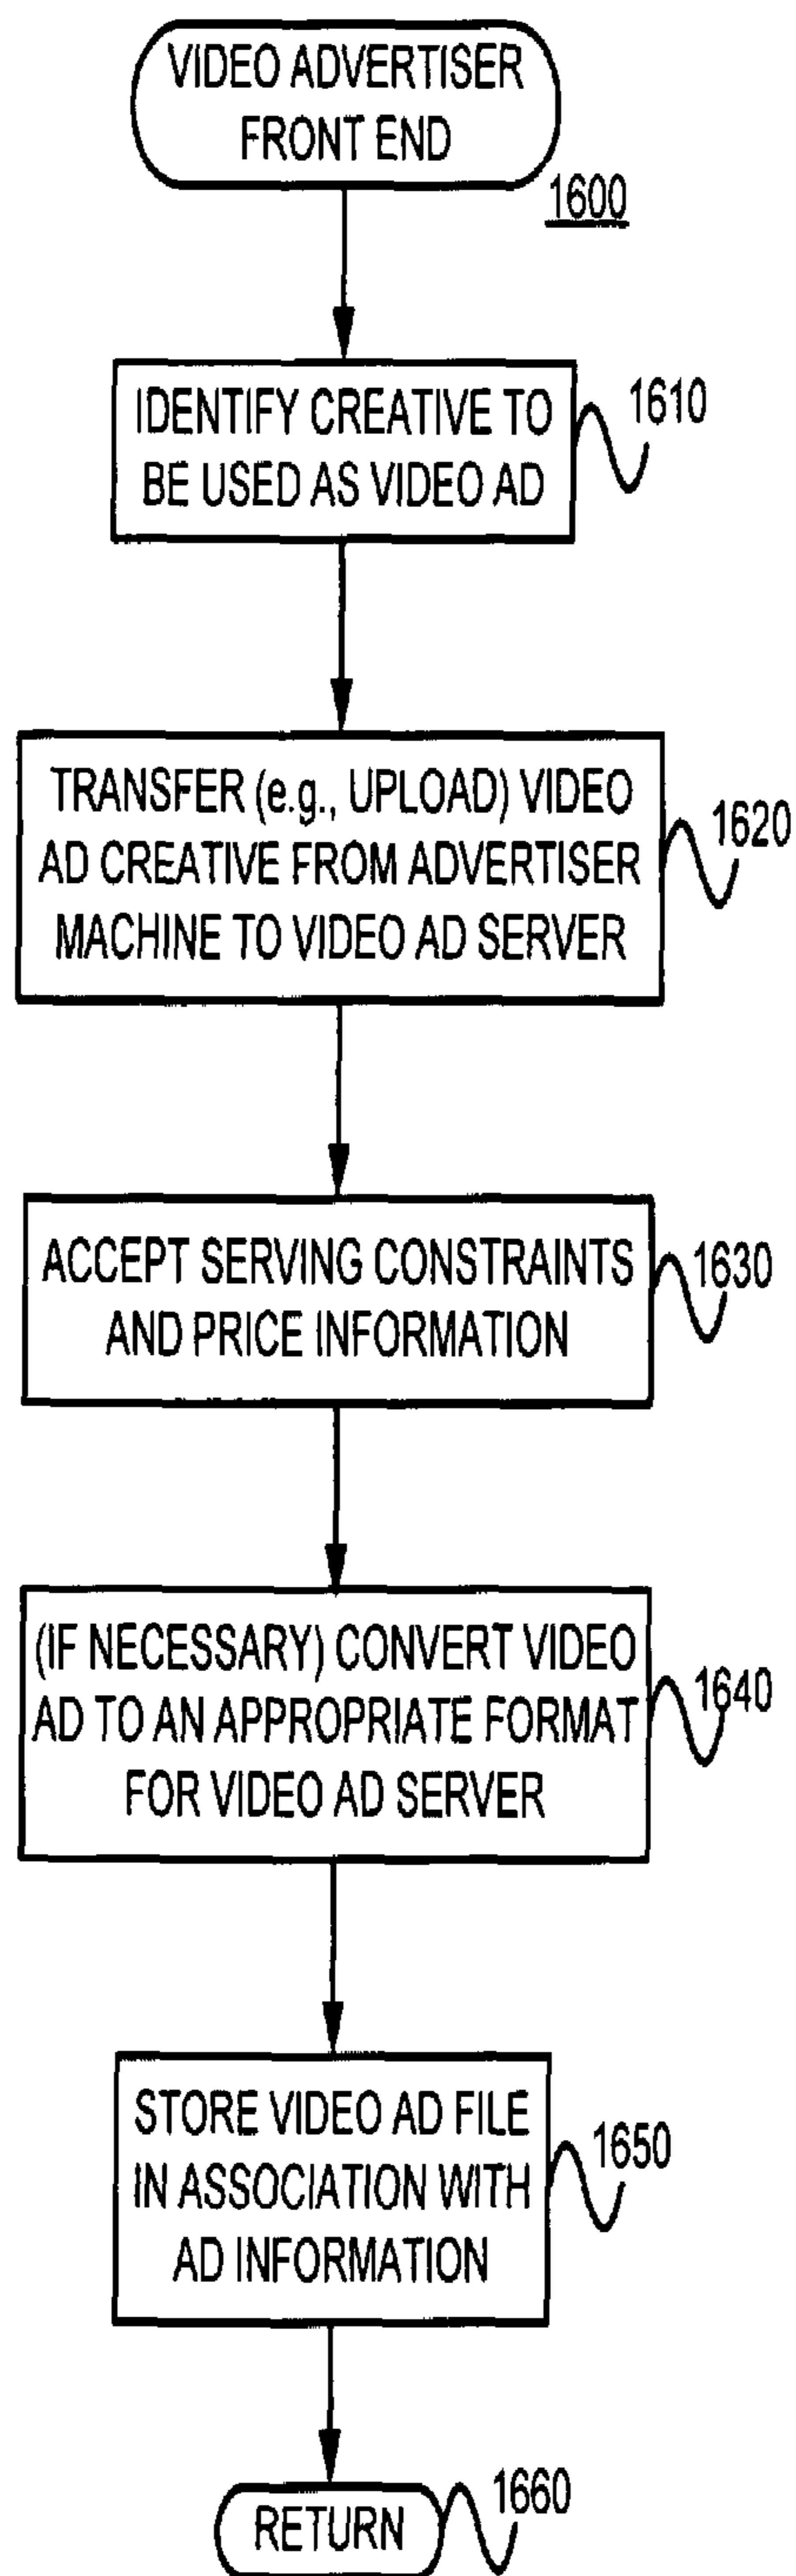 VIDEO ADVERTISER
FRONT END
1600
IDENTIFY CREATIVE TO
BE USED AS VIDEO AD
1610
TRANSFER (e.g., UPLOAD) VIDEO
AD CREATIVE FROM ADVERTISER
MACHINE TO VIDEO AD SERVER
1620
ACCEPT SERVING CONSTRAINTS
AND PRICE INFORMATION
1630
(IF NECESSARY) CONVERT VIDEO
AD TO AN APPROPRIATE FORMAT
FOR VIDEO AD SERVER
1640
STORE VIDEO AD FILE
IN ASSOCIATION WITH
AD INFORMATION
1650
RETURN
1660